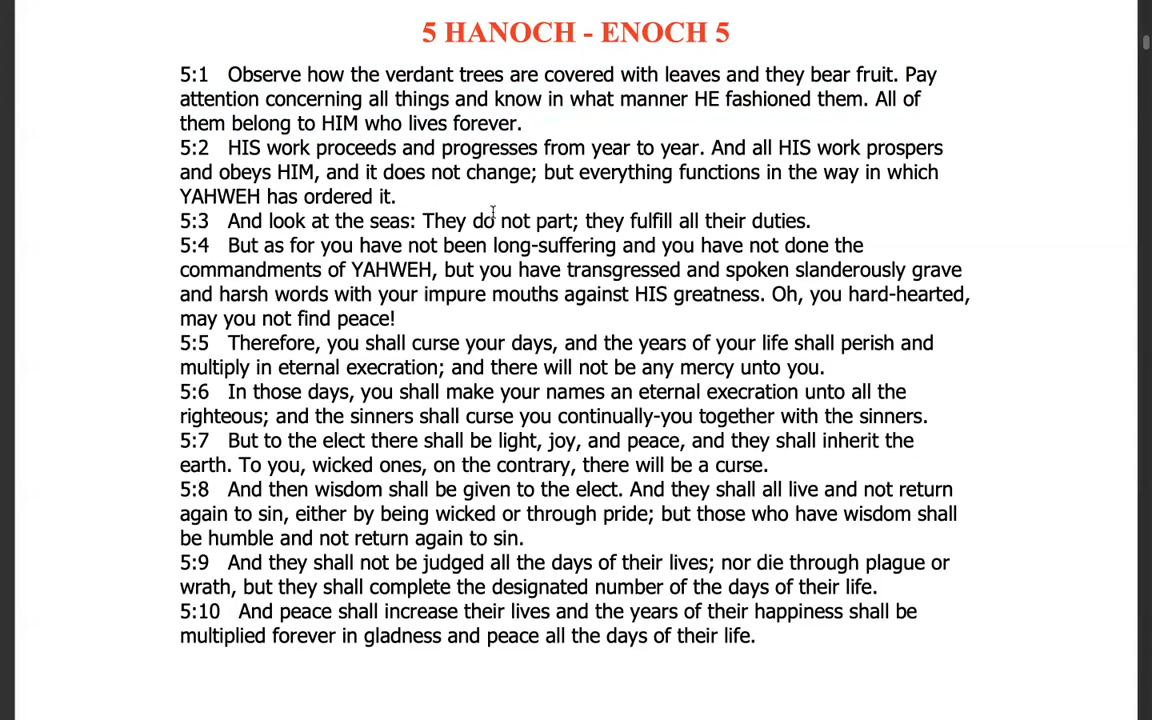 5 HANOCH - ENOCH 5
5:1 Observe how the verdant trees are covered with leaves and they bear fruit. Pay
attention concerning all things and know in what manner HE fashioned them. All of
them belong to HIM who lives forever.
5:2 HIS work proceeds and progresses from year to year. And all HIS work prospers
and obeys HIM, and it does not change; but everything functions in the way in which
YAHWEH has ordered it.
5:3 And look at the seas: They do not part; they fulfill all their duties.
5:4 But as for you have not been long-suffering and you have not done the
commandments of YAHWEH, but you have transgressed and spoken slanderously grave
and harsh words with your impure mouths against HIS greatness. Oh, you hard-hearted,
may you not find peace!
5:5 Therefore, you shall curse your days, and the years of your life shall perish and
multiply in eternal execration; and there will not be any mercy unto you.
5:6 In those days, you shall make your names an eternal execration unto all the
righteous; and the sinners shall curse you continually-you together with the sinners.
5:7 But to the elect there shall be light, joy, and peace, and they shall inherit the
earth. To you, wicked ones, on the contrary, there will be a curse.
5:8 And then wisdom shall be given to the elect. And they shall all live and not return
again to sin, either by being wicked or through pride; but those who have wisdom shall
be humble and not return again to sin.
5:9 And they shall not be judged all the days of their lives; nor die through plague or
wrath, but they shall complete the designated number of the days of their life.
5:10 And peace shall increase their lives and the years of their happiness shall be
multiplied forever in gladness and peace all the days of their life.